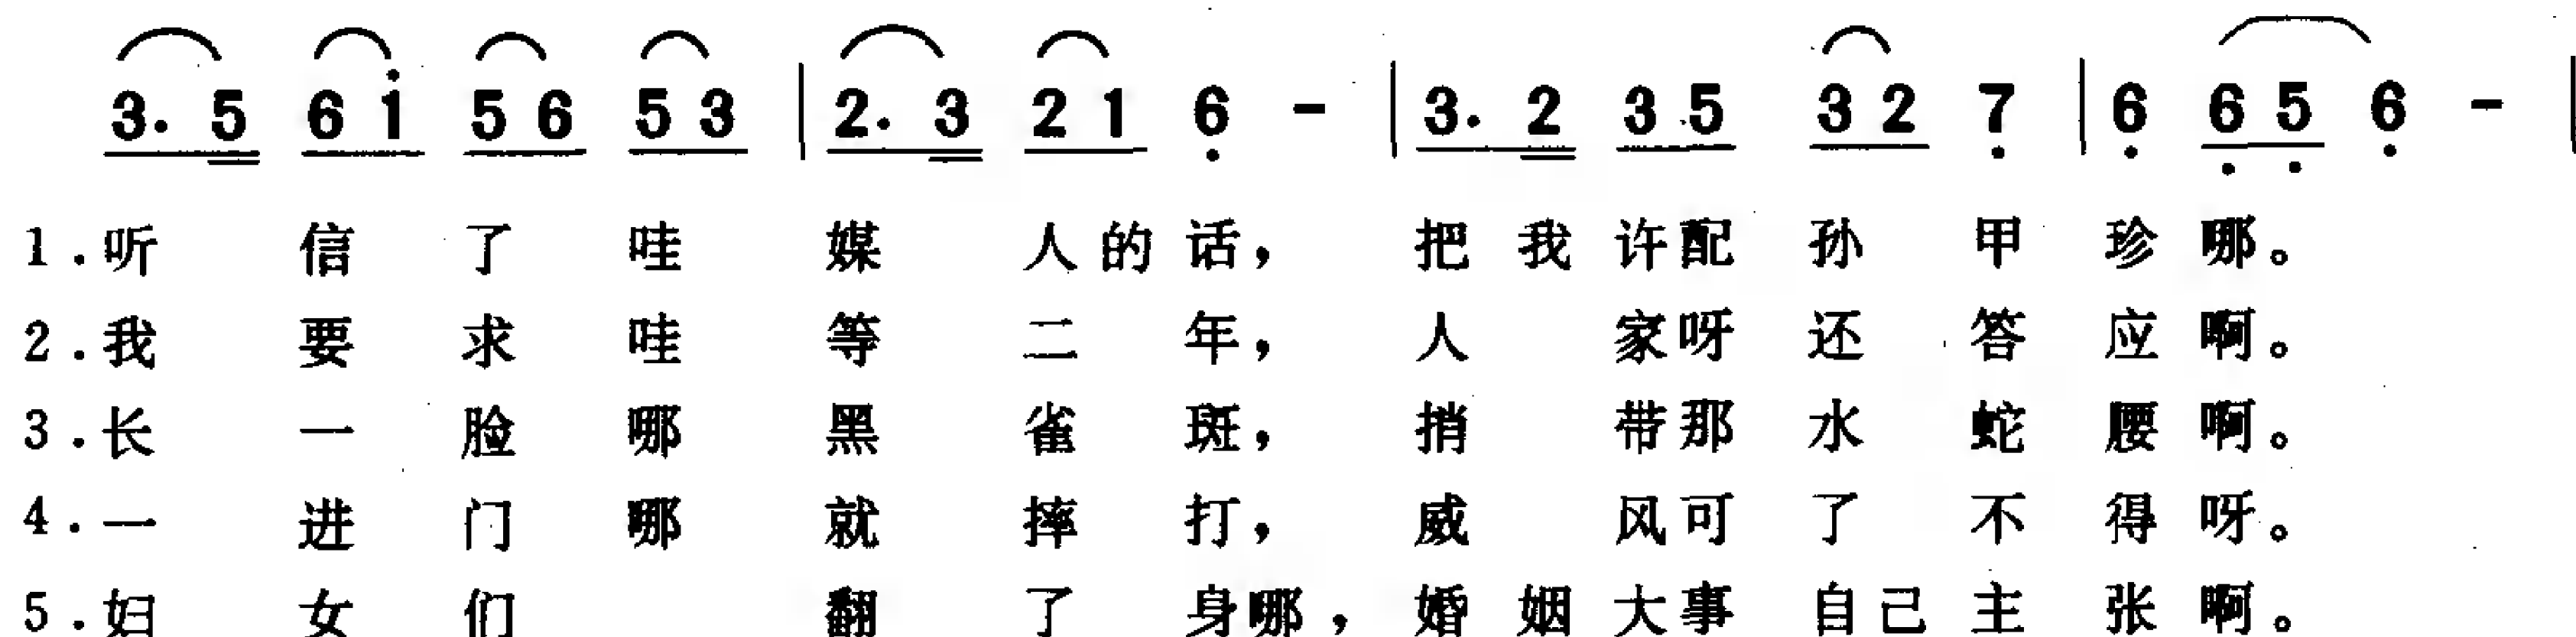 3. 5 6 i 5 6 5 3 | 2. 3 2 1 6 - | 3. 2 3 5 3 2 7 | 6 6 5 6 - |
1.听信了哇媒人的话，把我许配孙甲珍哪。
2.我要求哇等二年，人家呀还答应啊。
3.长一脸哪黑雀斑，捎带那水蛇腰啊。
4.一进门哪就摔打，威风可了不得呀。
5.妇女们翻了身哪，婚姻大事自己主张啊。